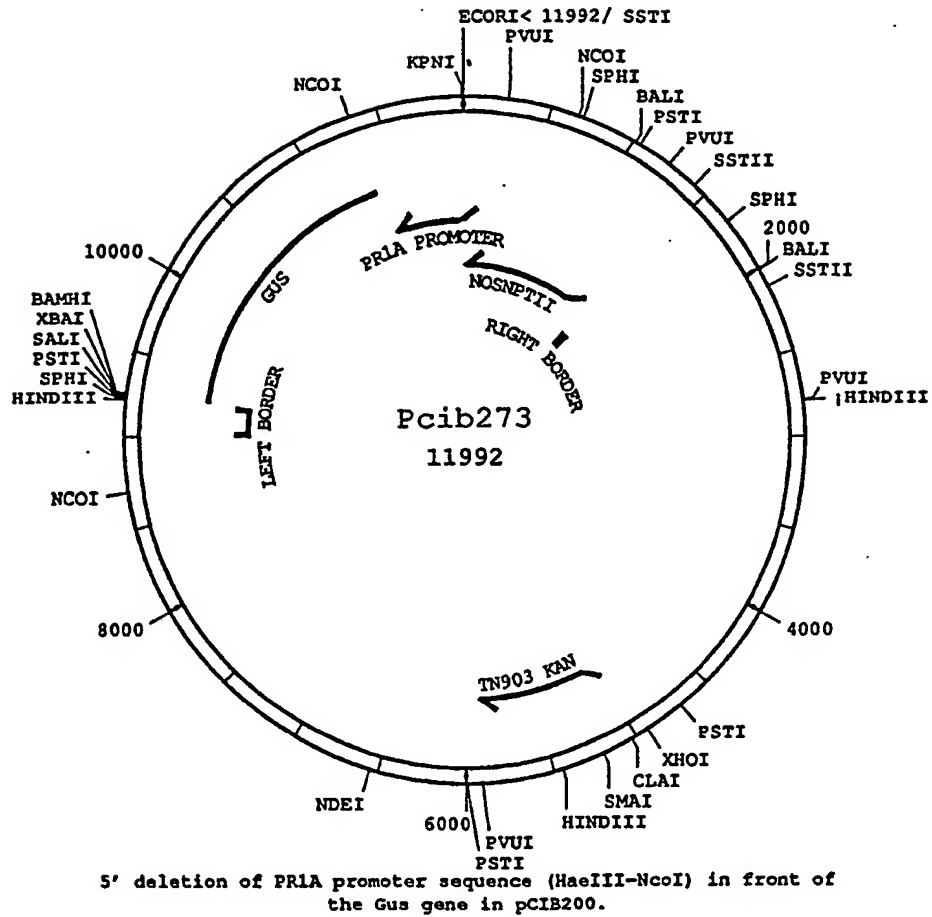 ECORI< 11992/ SSTI
PVUI
KPNI
NCOI
SPHI
NCOI
BALI
PSTI
PVUI
SSTII
SPHI
2000
BALI
SSTII
PR1A PROMOTER
10000
GUS
NOSNPTII
BAMHI
XBAI
SALI
PSTI
SPHI
HINDIII
RIGHT BORDER
PVUI
¡HINDIII
LEFT BORDER
Pcib273
11992
NCOI
8000
4000
TN903 KAN
PSTI
XHOI
CLAI
SMAI
HINDIII
NDEI
6000
PVUI
PSTI
5' deletion of PR1A promoter sequence (HaeIII-NcoI) in front of
the Gus gene in pCIB200.